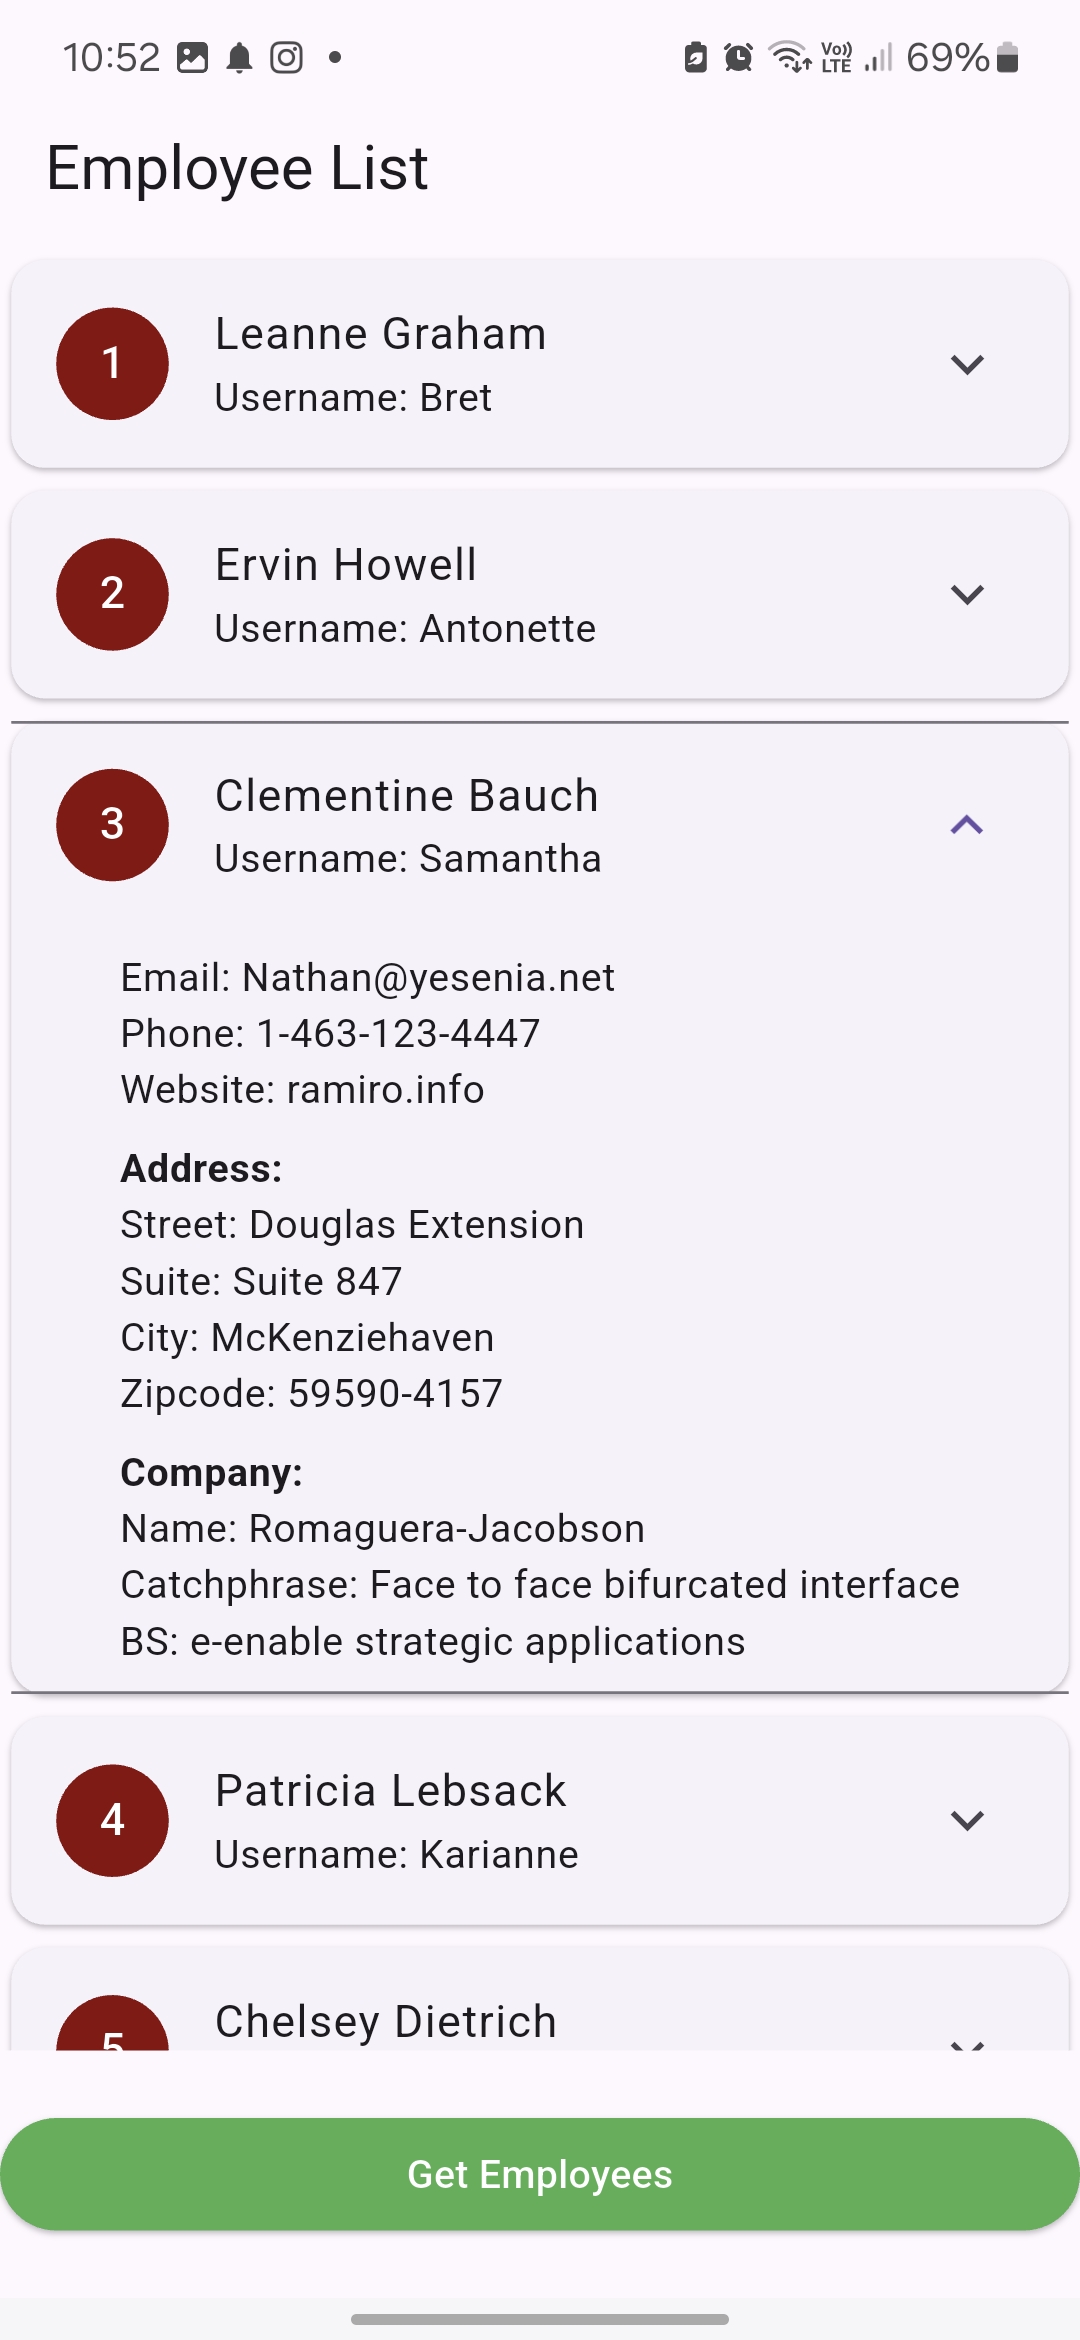 10:52 Vo)) LTE 69%
Employee List
1
Leanne Graham
Username: Bret
2
Ervin Howell
Username: Antonette
3
Clementine Bauch
Username: Samantha
Email: Nathan@yesenia.net
Phone: 1-463-123-4447
Website: ramiro.info
Address:
Street: Douglas Extension
Suite: Suite 847
City: McKenziehaven
Zipcode: 59590-4157
Company:
Name: Romaguera-Jacobson
Catchphrase: Face to face bifurcated interface
BS: e-enable strategic applications
4
Patricia Lebsack
Username: Karianne
5
Chelsey Dietrich
Get Employees